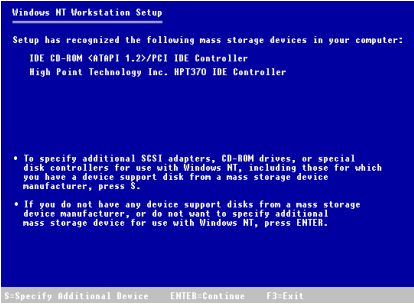 Windows NT Workstation Setup
Setup has recognized the following mass storage devices in your computer:
IDE CD-ROM <ATAPI 1.2>/PCI IDE Controller
High Point Technology Inc. HPT370 IDE Controller
• To specify additional SCSI adapters, CD-ROM drives, or special
disk controllers for use with Windows NT, including those for which
you have a device support disk from a mass storage device
manufacturer, press S.
• If you do not have any device support disks from a mass storage
device manufacturer, or do not want to specify additional
mass storage device for use with Windows NT, press ENTER.
S=Specify Additional Device ENTER=Continue F3=Exit